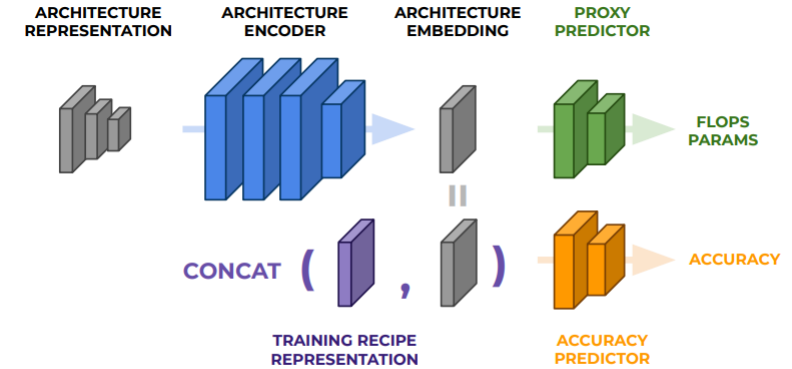 ARCHITECTURE
REPRESENTATION
ARCHITECTURE
ENCODER
ARCHITECTURE
EMBEDDING
PROXY
PREDICTOR
FLOPS
PARAMS
=
CONCAT ( , )
ACCURACY
TRAINING RECIPE
REPRESENTATION
ACCURACY
PREDICTOR